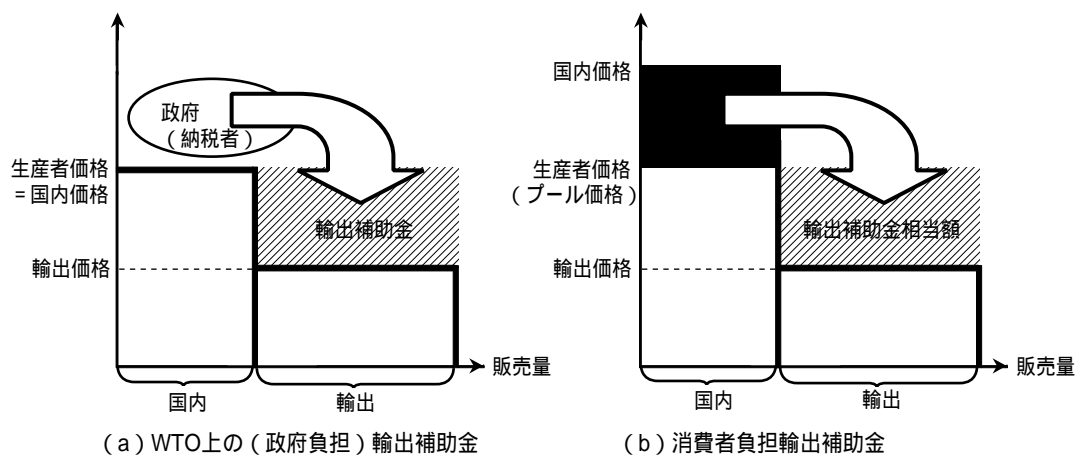 政府
（納税者）
生産者価格
=国内価格
輸出補助金
輸出価格
販売量
国内
輸出
（a）WTO上の（政府負担）輸出補助金
国内価格
生産者価格
（プール価格）
輸出補助金相当額
輸出価格
販売量
国内
輸出
（b）消費者負担輸出補助金